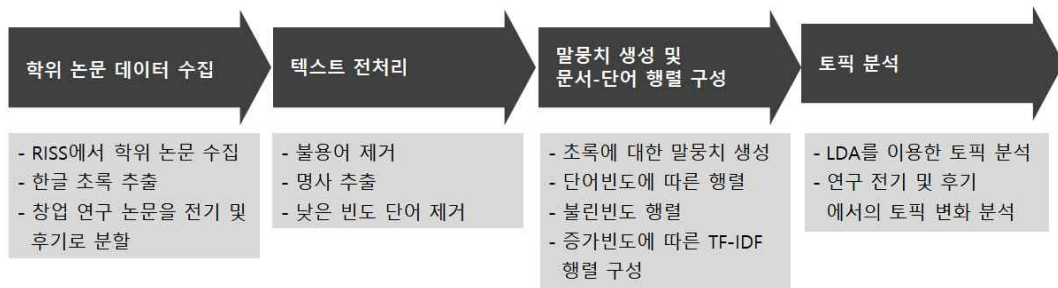 학위 논문 데이터 수집
텍스트 전처리
말뭉치 생성 및
문서-단어 행렬 구성
토픽 분석
- RISS에서 학위 논문 수집
- 한글 초록 추출
- 창업 연구 논문을 전기 및
후기로 분할
- 불용어 제거
- 명사 추출
- 낮은 빈도 단어 제거
- 초록에 대한 말뭉치 생성
- 단어빈도에 따른 행렬
- 불린빈도 행렬
- 증가빈도에 따른 TF-IDF
행렬 구성
- LDA를 이용한 토픽 분석
- 연구 전기 및 후기
에서의 토픽 변화 분석